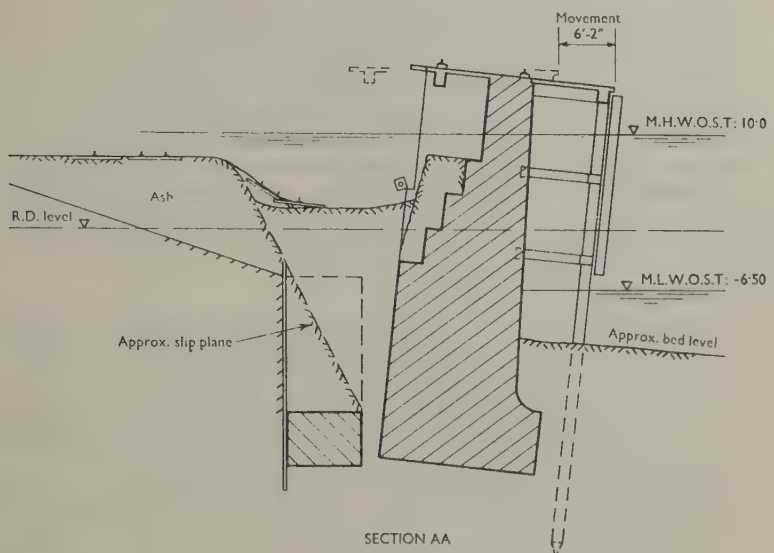 Movement
6'-2"
M.H.W.O.S.T: 10·0
Ash
R.D. level
M.L.W.O.S.T: -6·50
Approx. slip plane
Approx. bed level
SECTION AA